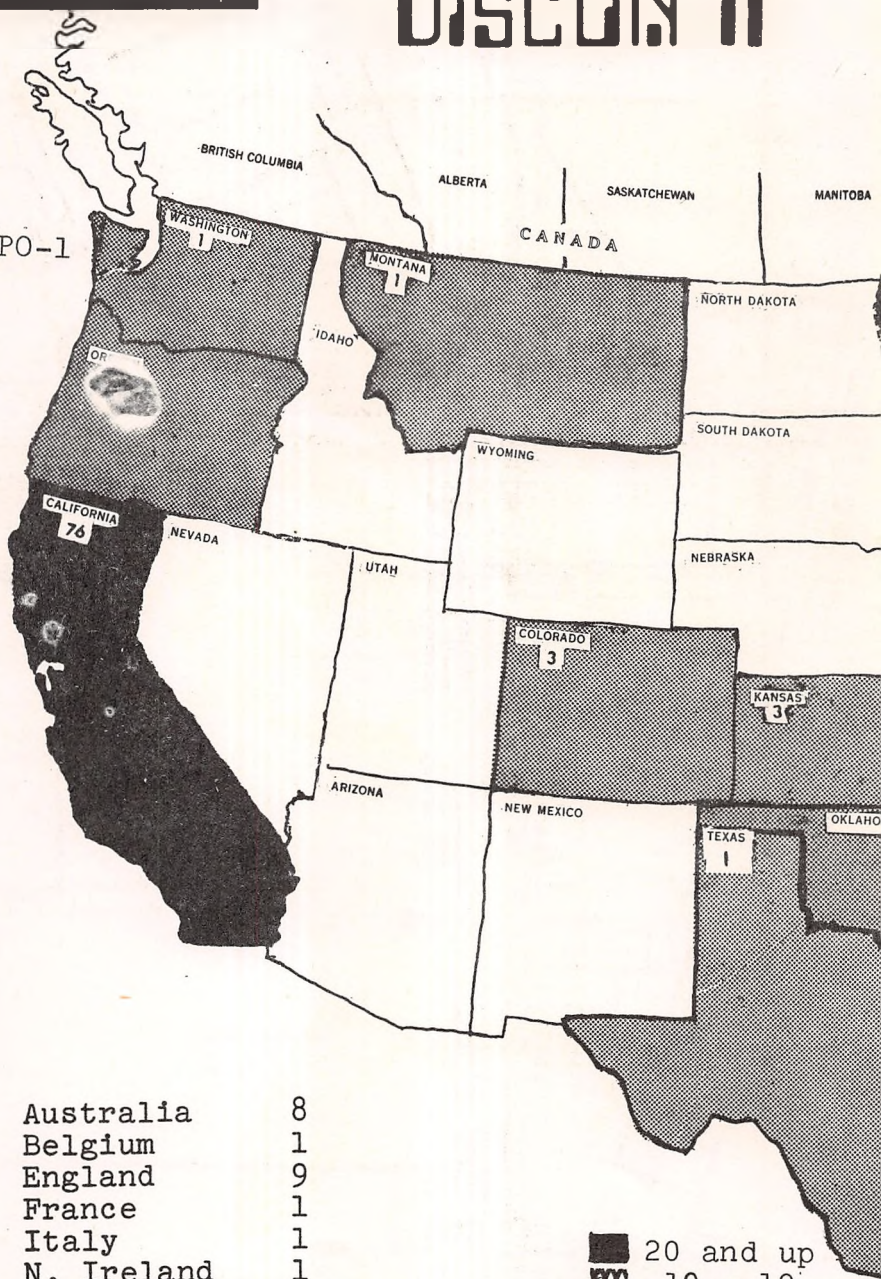 DISCON II
BRITISH COLUMBIA
ALBERTA
SASKATCHEWAN
MANITOBA
CANADA
PO-1
WASHINGTON
1
MONTANA
1
NORTH DAKOTA
IDAHO
OR
SOUTH DAKOTA
WYOMING
CALIFORNIA
76
NEVADA
UTAH
NEBRASKA
COLORADO
3
KANSAS
3
ARIZONA
NEW MEXICO
OKLAHO
TEXAS
1
Australia 8
Belgium 1
England 9
France 1
Italy 1
N. Ireland 1
20 and up